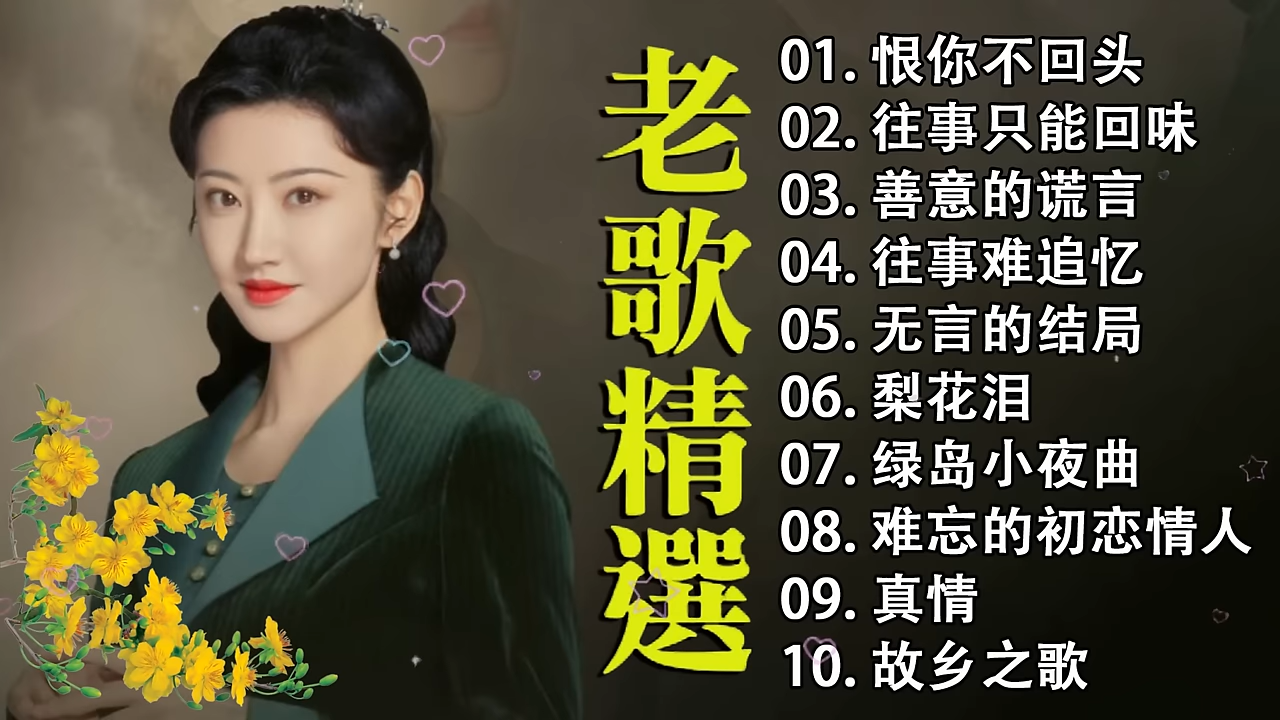 老歌精選
01. 恨你不回头
02. 往事只能回味
03. 善意的谎言
04. 往事难追忆
05. 无言的结局
06. 梨花泪
07. 绿岛小夜曲
08. 难忘的初恋情人
09. 真情
10. 故乡之歌